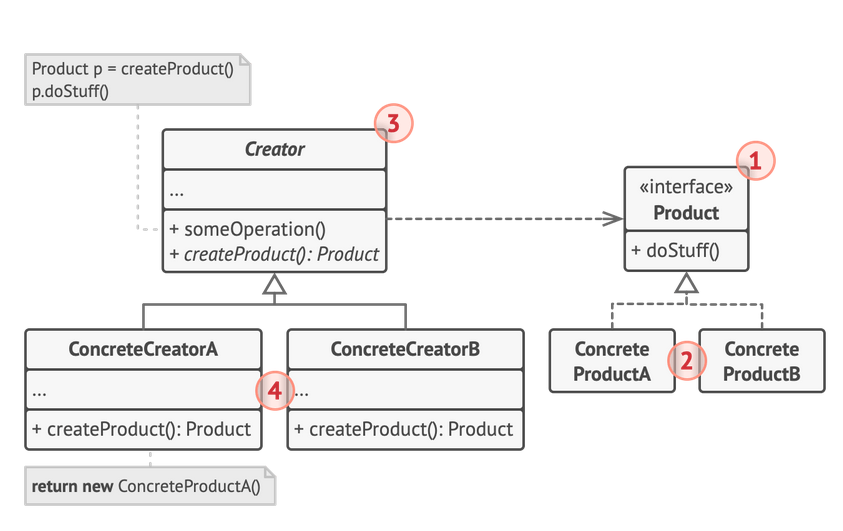 Product p = createProduct()
p.doStuff()
3
Creator
...
+ someOperation()
+ createProduct(): Product
1
«interface»
Product
+ doStuff()
ConcreteCreatorA
...
+ createProduct(): Product
4
ConcreteCreatorB
...
+ createProduct(): Product
Concrete
ProductA
2
Concrete
ProductB
return new ConcreteProductA()